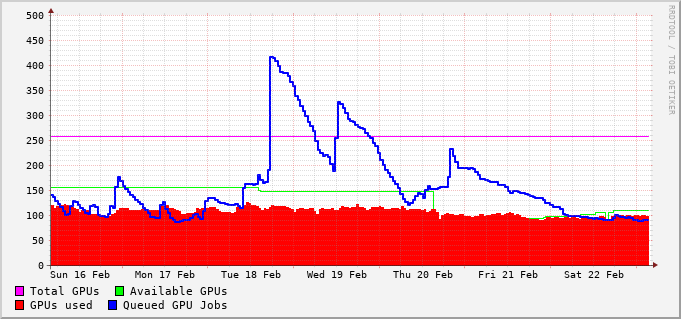 500
450
400
350
300
250
200
150
100
50
0
Sun 16 Feb Mon 17 Feb Tue 18 Feb Wed 19 Feb Thu 20 Feb Fri 21 Feb Sat 22 Feb
Total GPUs Available GPUs
GPUs used Queued GPU Jobs
RRDTOOL / TOBI OETIKER